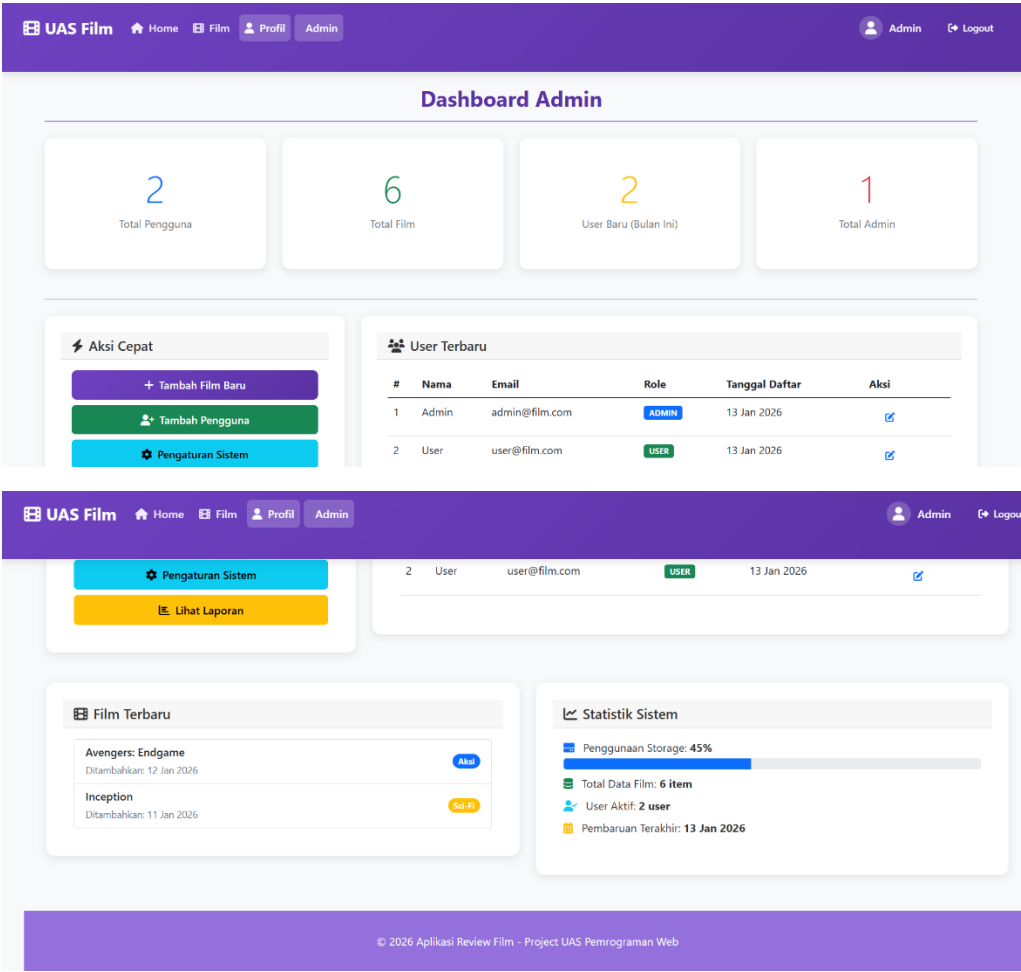 UAS Film Home Film Profil Admin Admin Logout
Dashboard Admin
2 6 2 1
Total Pengguna Total Film User Baru (Bulan Ini) Total Admin
Aksi Cepat
+ Tambah Film Baru
Tambah Pengguna
Pengaturan Sistem
User Terbaru
# Nama Email Role Tanggal Daftar Aksi
1 Admin admin@film.com ADMIN 13 Jan 2026
2 User user@film.com USER 13 Jan 2026
UAS Film Home Film Profil Admin Admin Logou
Pengaturan Sistem
Lihat Laporan
2 User user@film.com USER 13 Jan 2026
Film Terbaru
Avengers: Endgame
Ditambahkan: 12 Jan 2026
Aksi
Inception
Ditambahkan: 11 Jan 2026
Sci-Fi
Statistik Sistem
Penggunaan Storage: 45%
Total Data Film: 6 item
User Aktif: 2 user
Pembaruan Terakhir: 13 Jan 2026
© 2026 Aplikasi Review Film - Project UAS Pemrograman Web